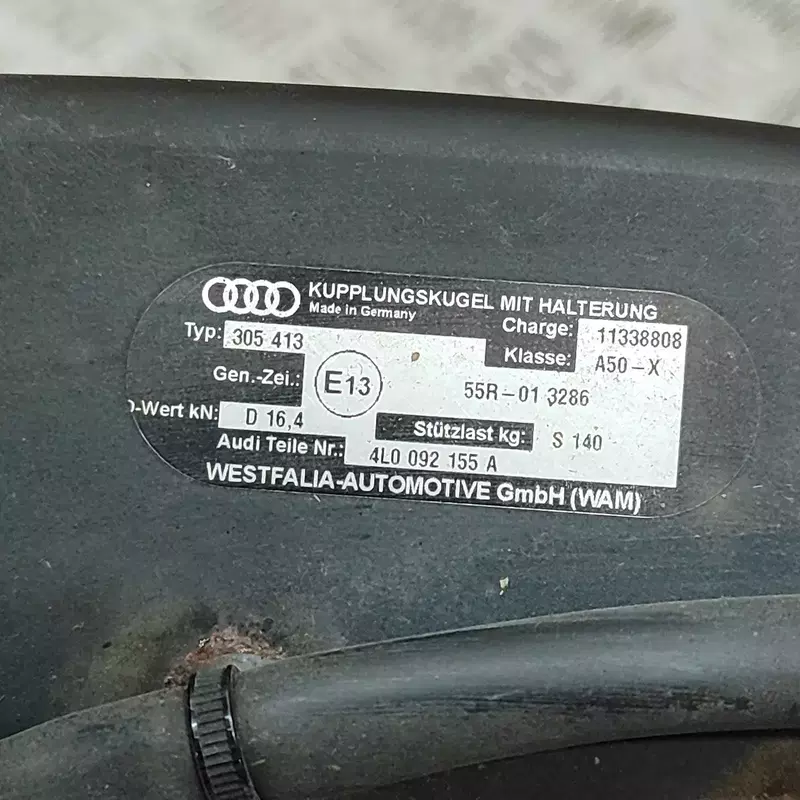 KUPPLUNGSKUGEL MIT HALTERUNG
Made in Germany
Charge: 11338808
Typ: 305 413
Klasse: A50-X
Gen.-Zei.: E13 55R-01 3286
D-Wert kN: D 16,4
Stützlast kg: S 140
Audi Teile Nr.: 4L0 092 155 A
WESTFALIA-AUTOMOTIVE GmbH (WAM)